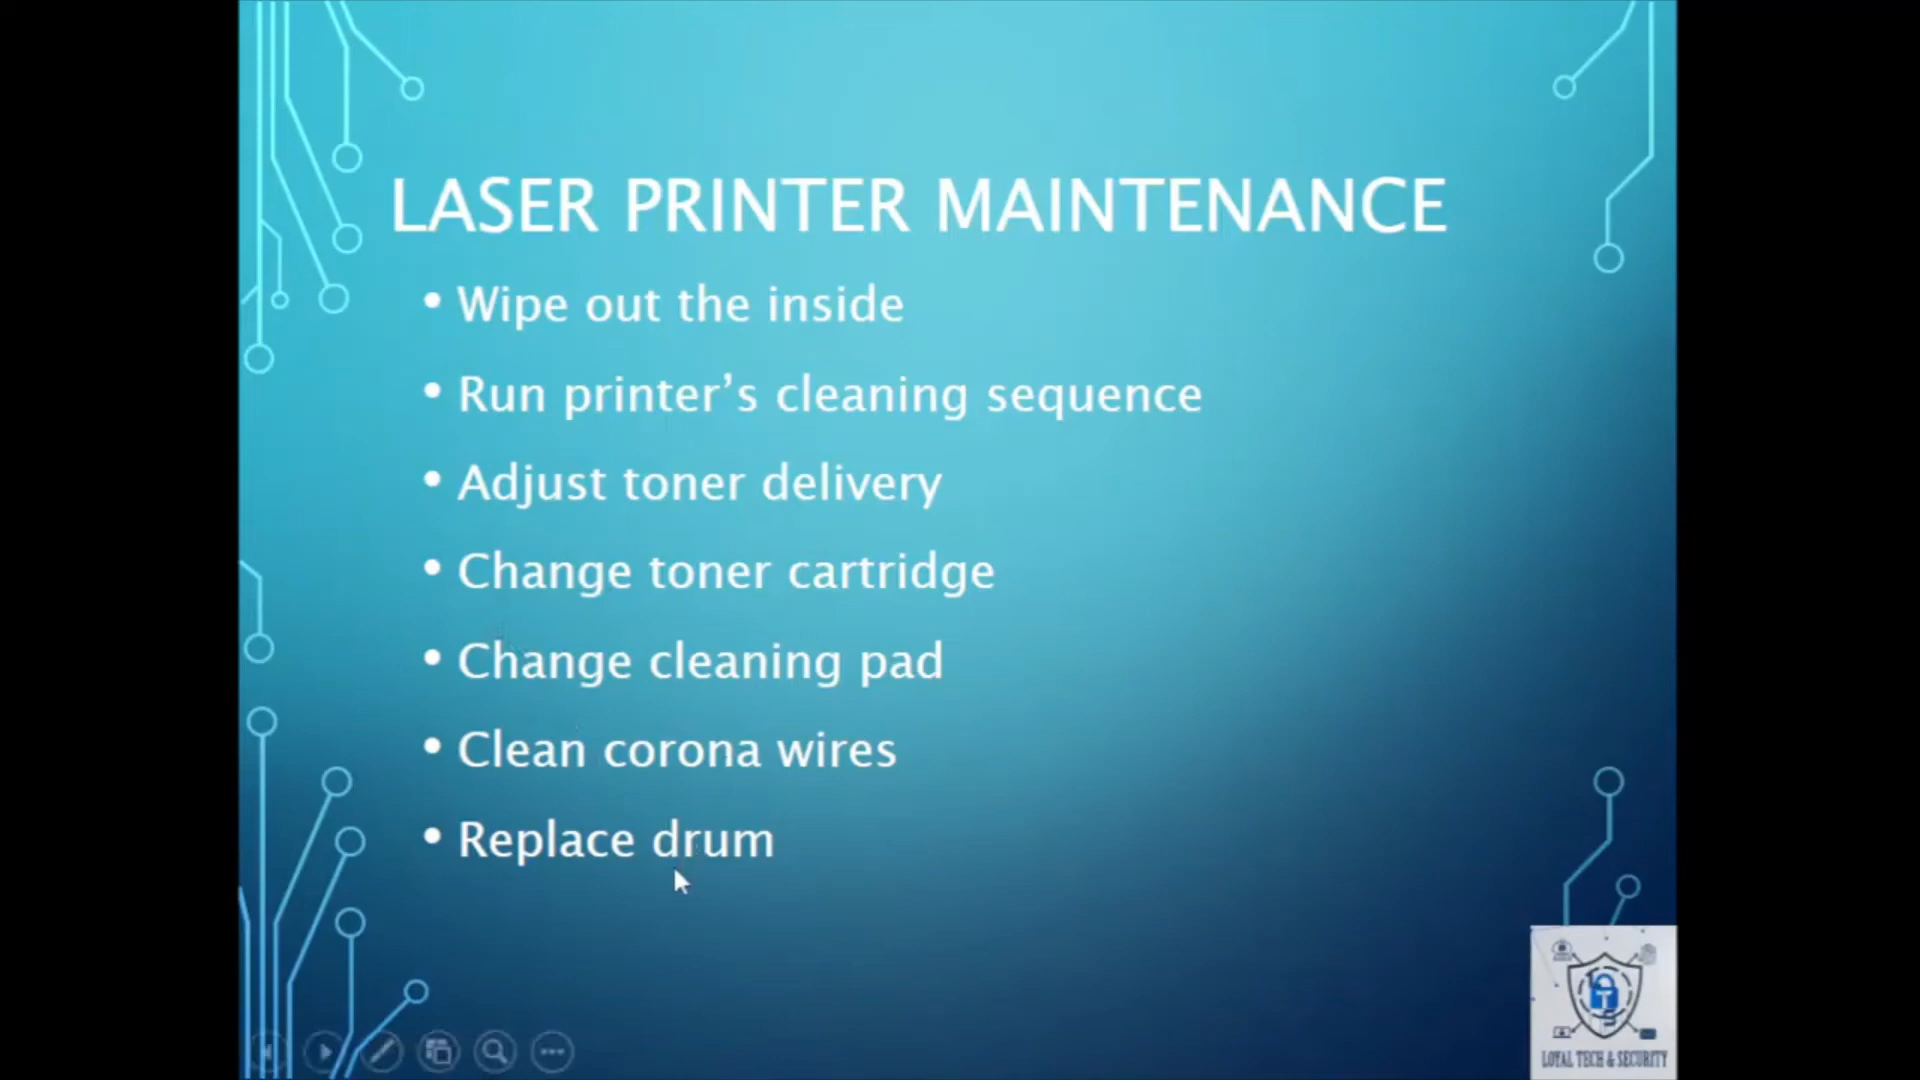 LASER PRINTER MAINTENANCE
• Wipe out the inside
• Run printer’s cleaning sequence
• Adjust toner delivery
• Change toner cartridge
• Change cleaning pad
• Clean corona wires
• Replace drum
LOYAL TECH & SECURITY